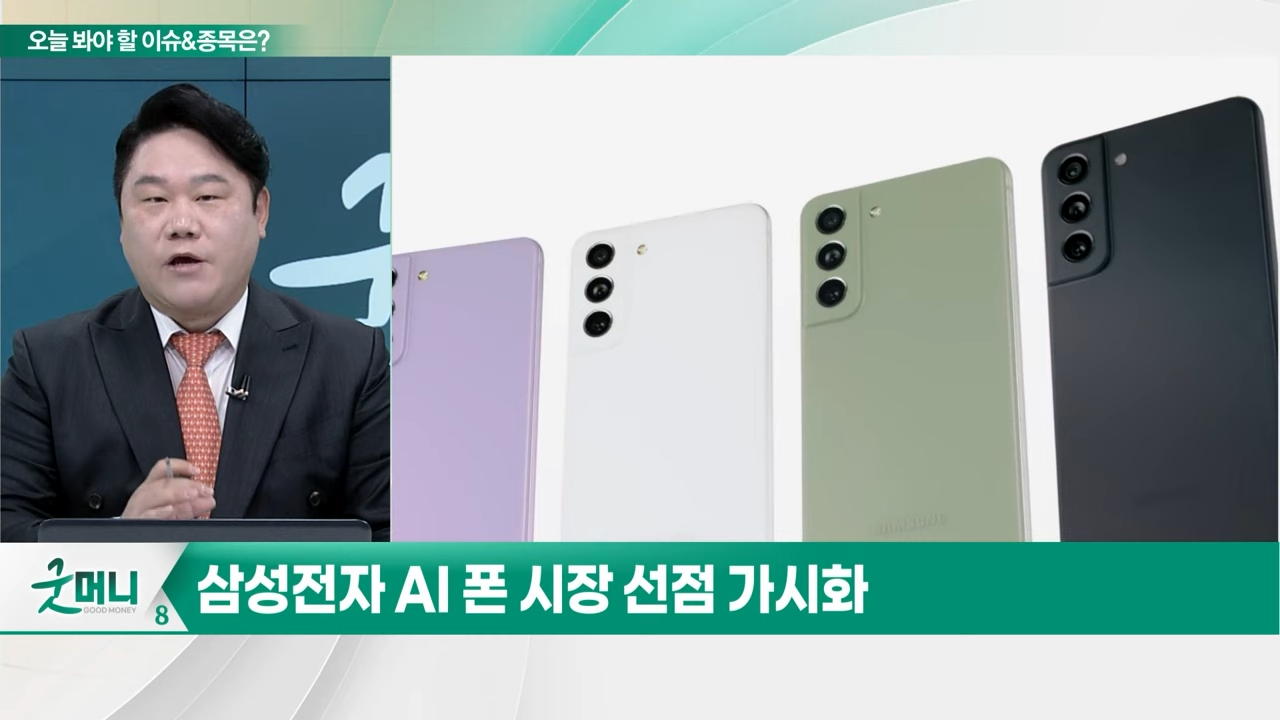 오늘 봐야 할 이슈&종목은?
SAMSUNG
굿머니
GOOD MONEY
8
삼성전자 AI 폰 시장 선점 가시화